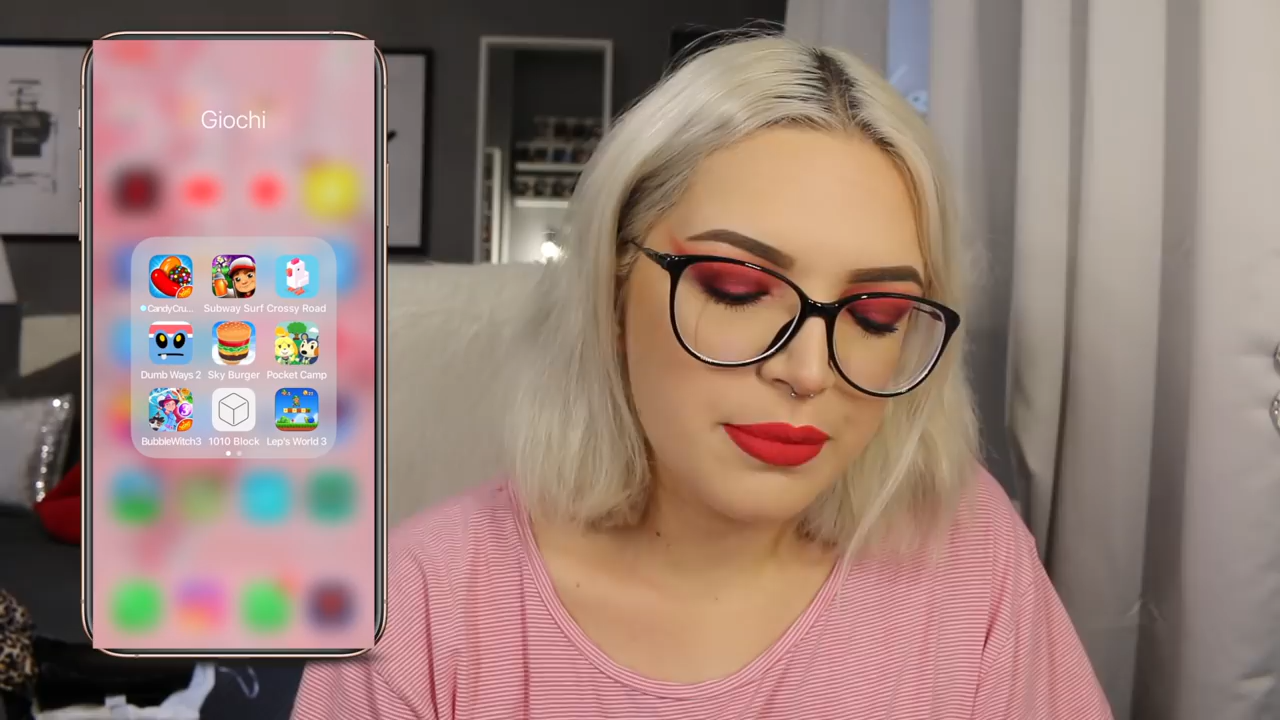 Giochi
CandyCru... Subway Surf Crossy Road
Dumb Ways 2 Sky Burger Pocket Camp
BubbleWitch3 1010 Block Lep's World 3